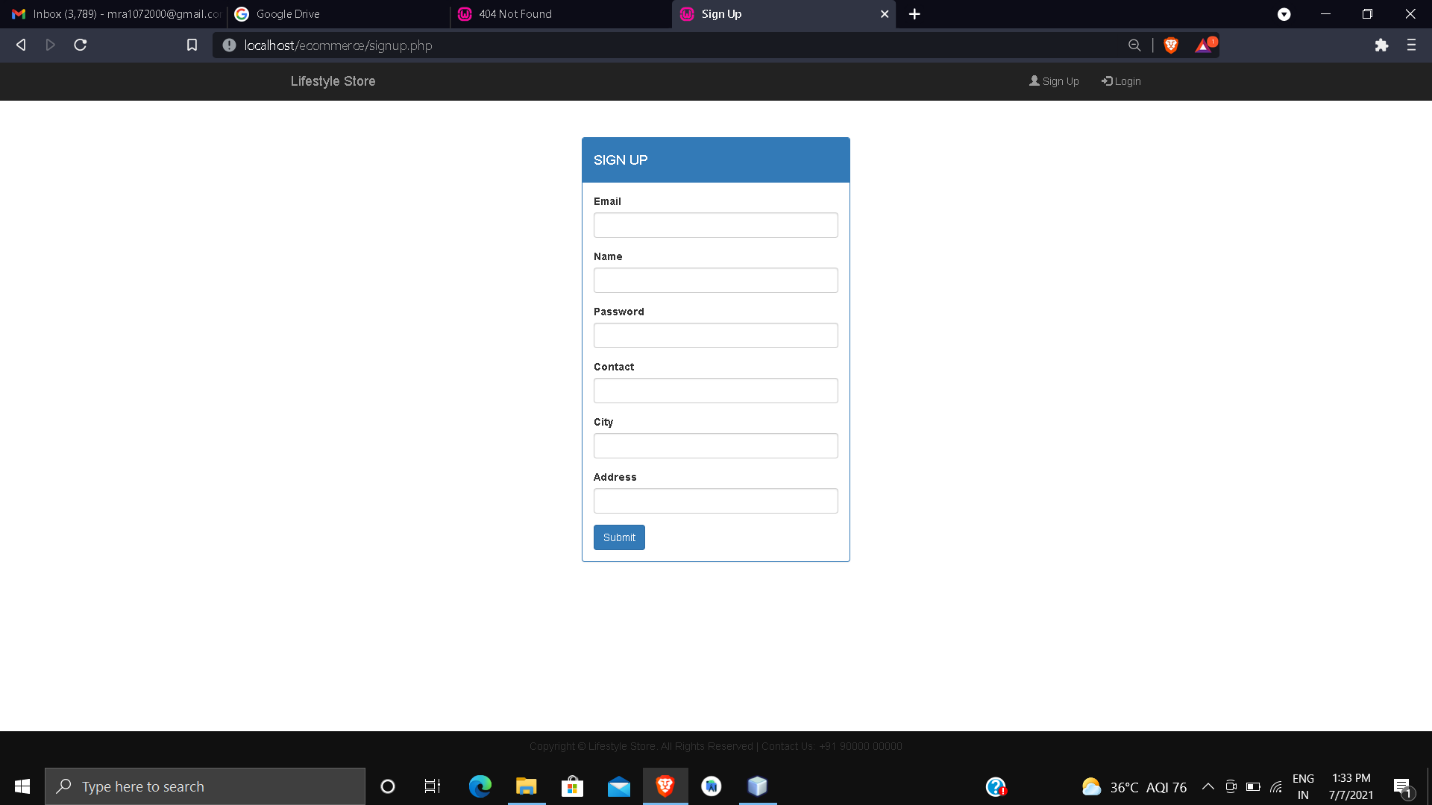 Inbox (3,789) - mra1072000@gmail.co
Google Drive
404 Not Found
Sign Up
localhost/ecommerce/signup.php
1
Lifestyle Store
Sign Up
Login
SIGN UP
Email
Name
Password
Contact
City
Address
Submit
Copyright © Lifestyle Store. All Rights Reserved | Contact Us: +91 90000 00000
Type here to search
36°C AQI 76
ENG
IN
1:33 PM
7/7/2021
1